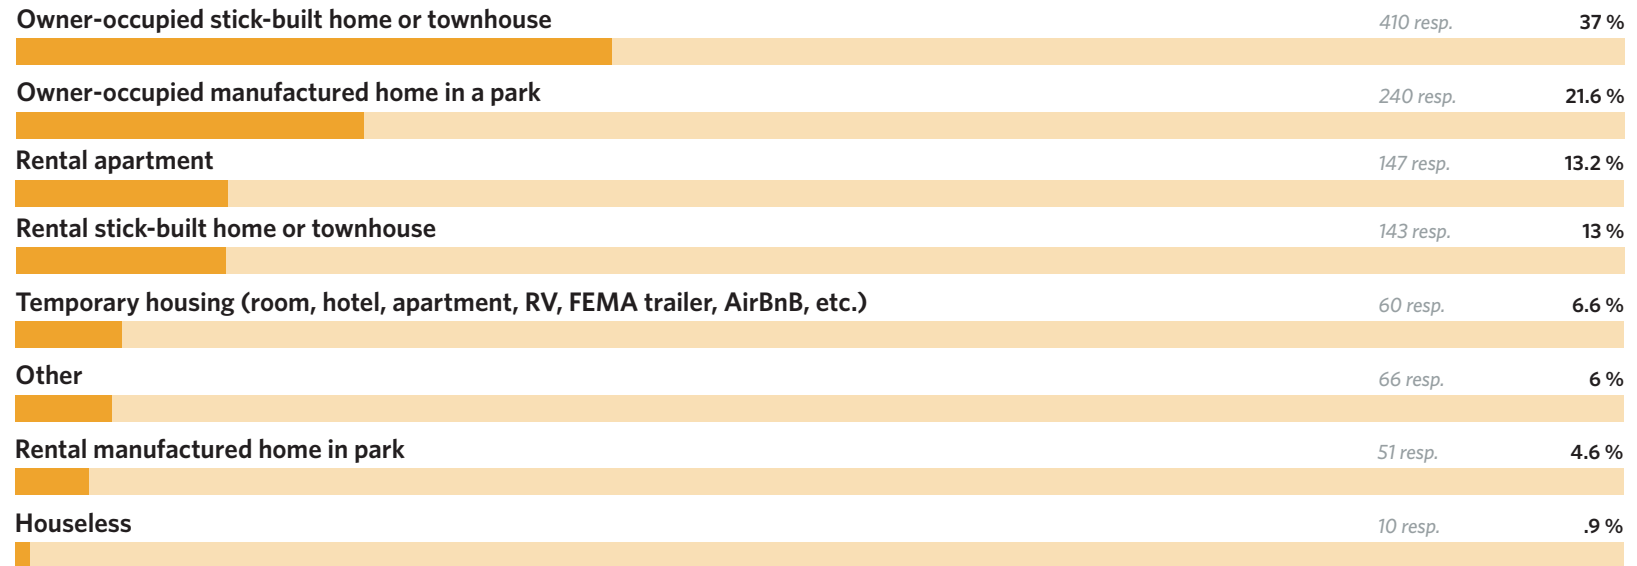 Owner-occupied stick-built home or townhouse 410 resp. 37 %
Owner-occupied manufactured home in a park 240 resp. 21.6 %
Rental apartment 147 resp. 13.2 %
Rental stick-built home or townhouse 143 resp. 13 %
Temporary housing (room, hotel, apartment, RV, FEMA trailer, AirBnB, etc.) 60 resp. 6.6 %
Other 66 resp. 6 %
Rental manufactured home in park 51 resp. 4.6 %
Houseless 10 resp. .9 %